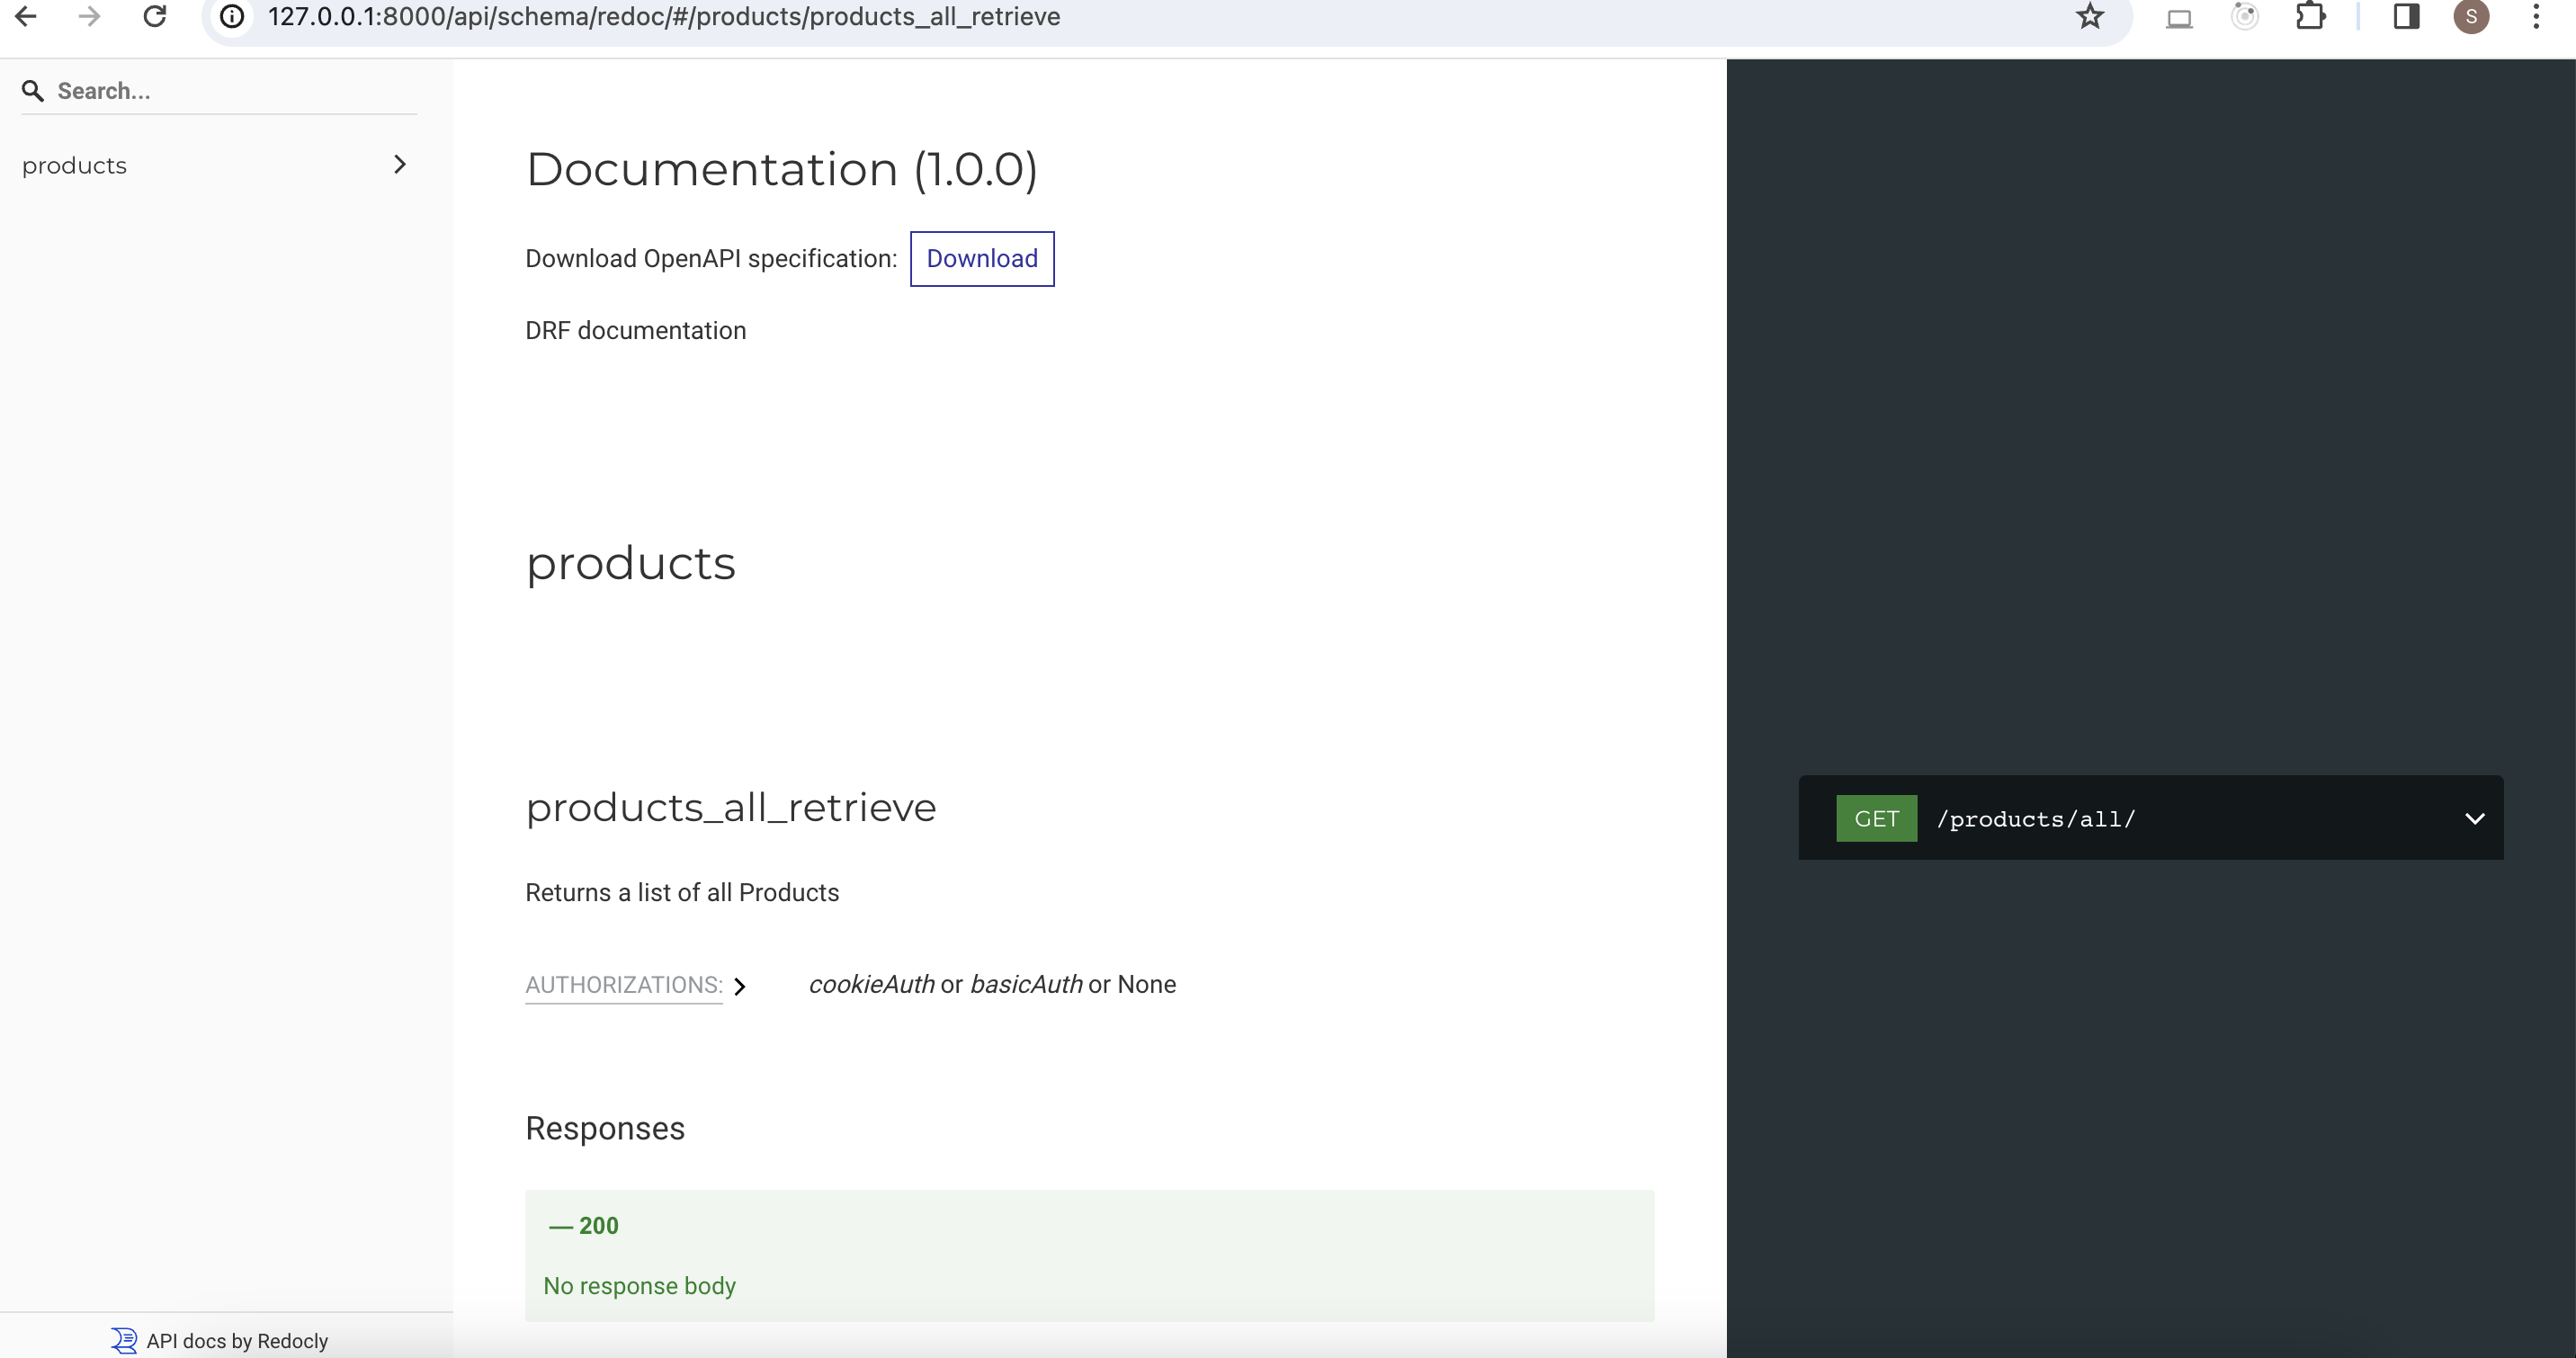 127.0.0.1:8000/api/schema/redoc/#/products/products_all_retrieve
S
Search...
products
Documentation (1.0.0)
Download OpenAPI specification: Download
DRF documentation
products
products_all_retrieve
GET /products/all/
Returns a list of all Products
AUTHORIZATIONS: cookieAuth or basicAuth or None
Responses
— 200
No response body
API docs by Redocly